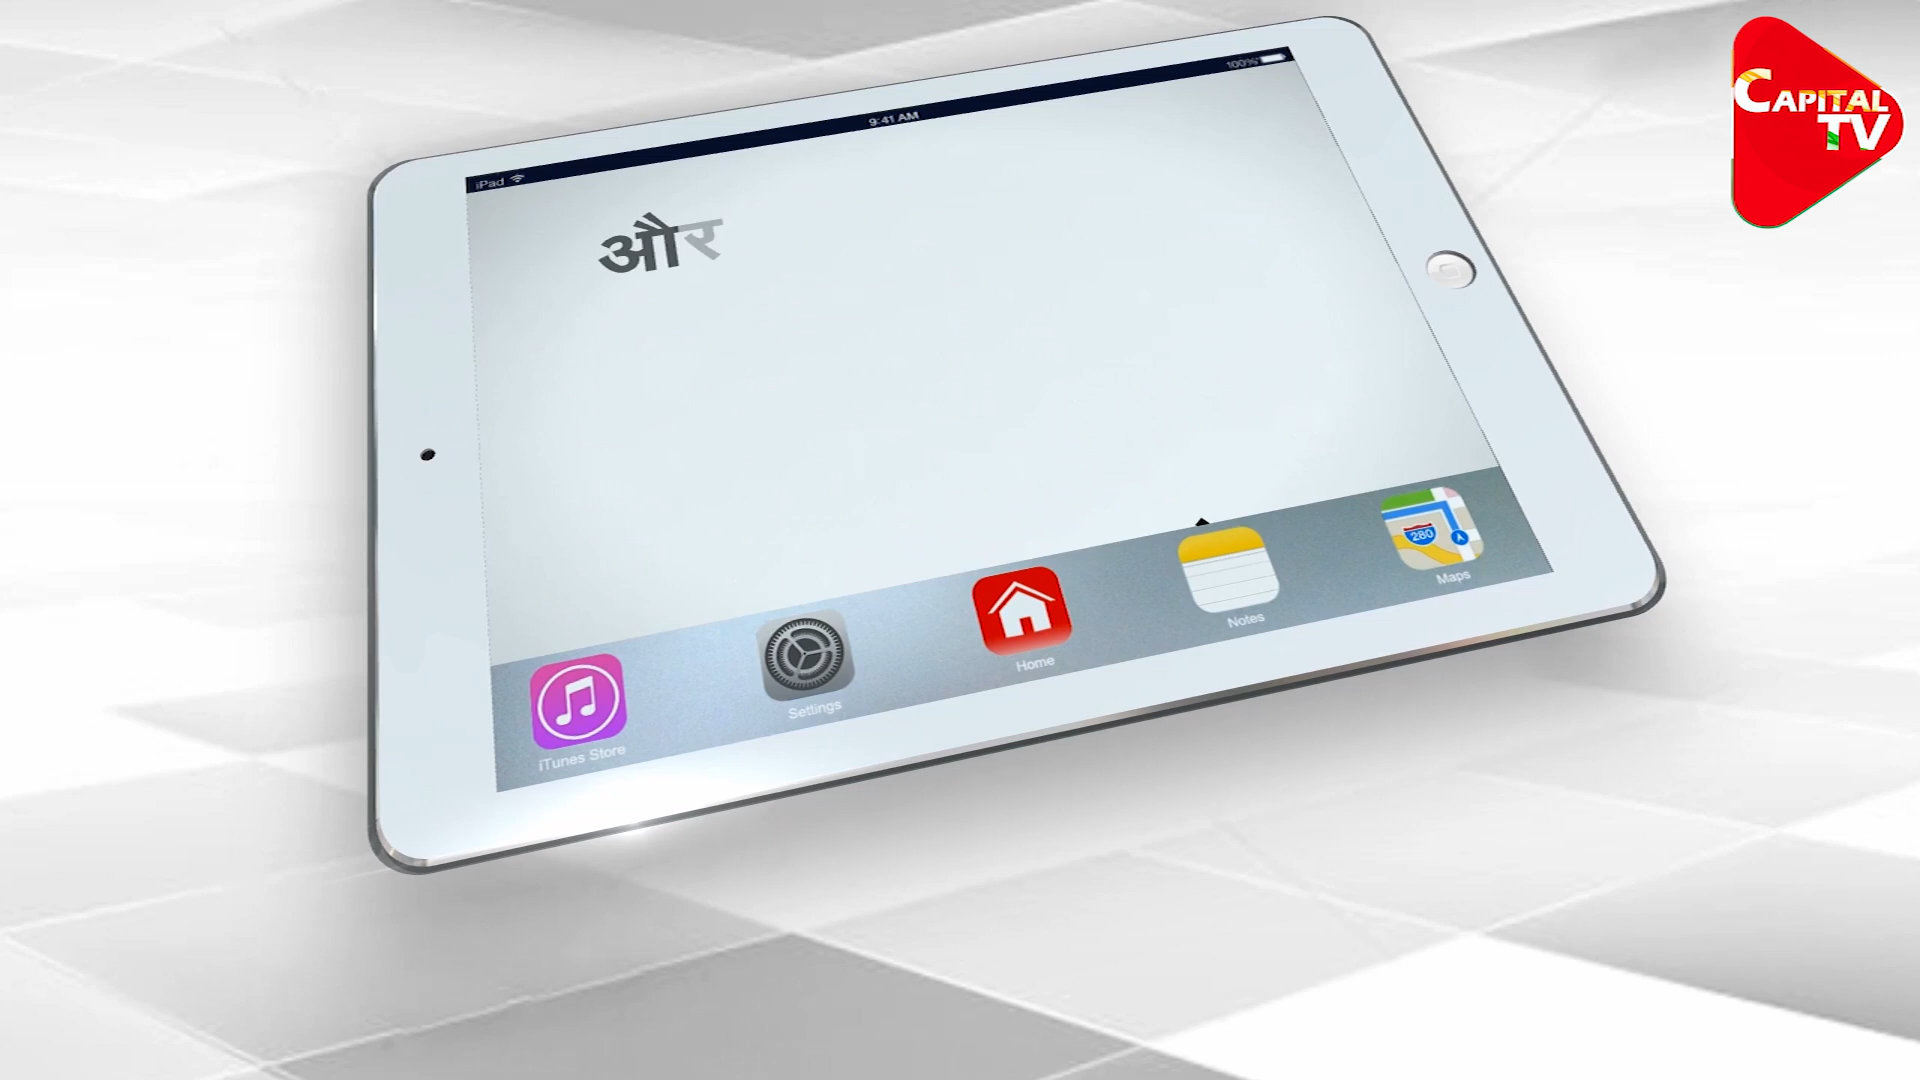 CAPITAL
TV
iPad
9:41 AM
100%
और
280
iTunes Store
Settings
Home
Notes
Maps